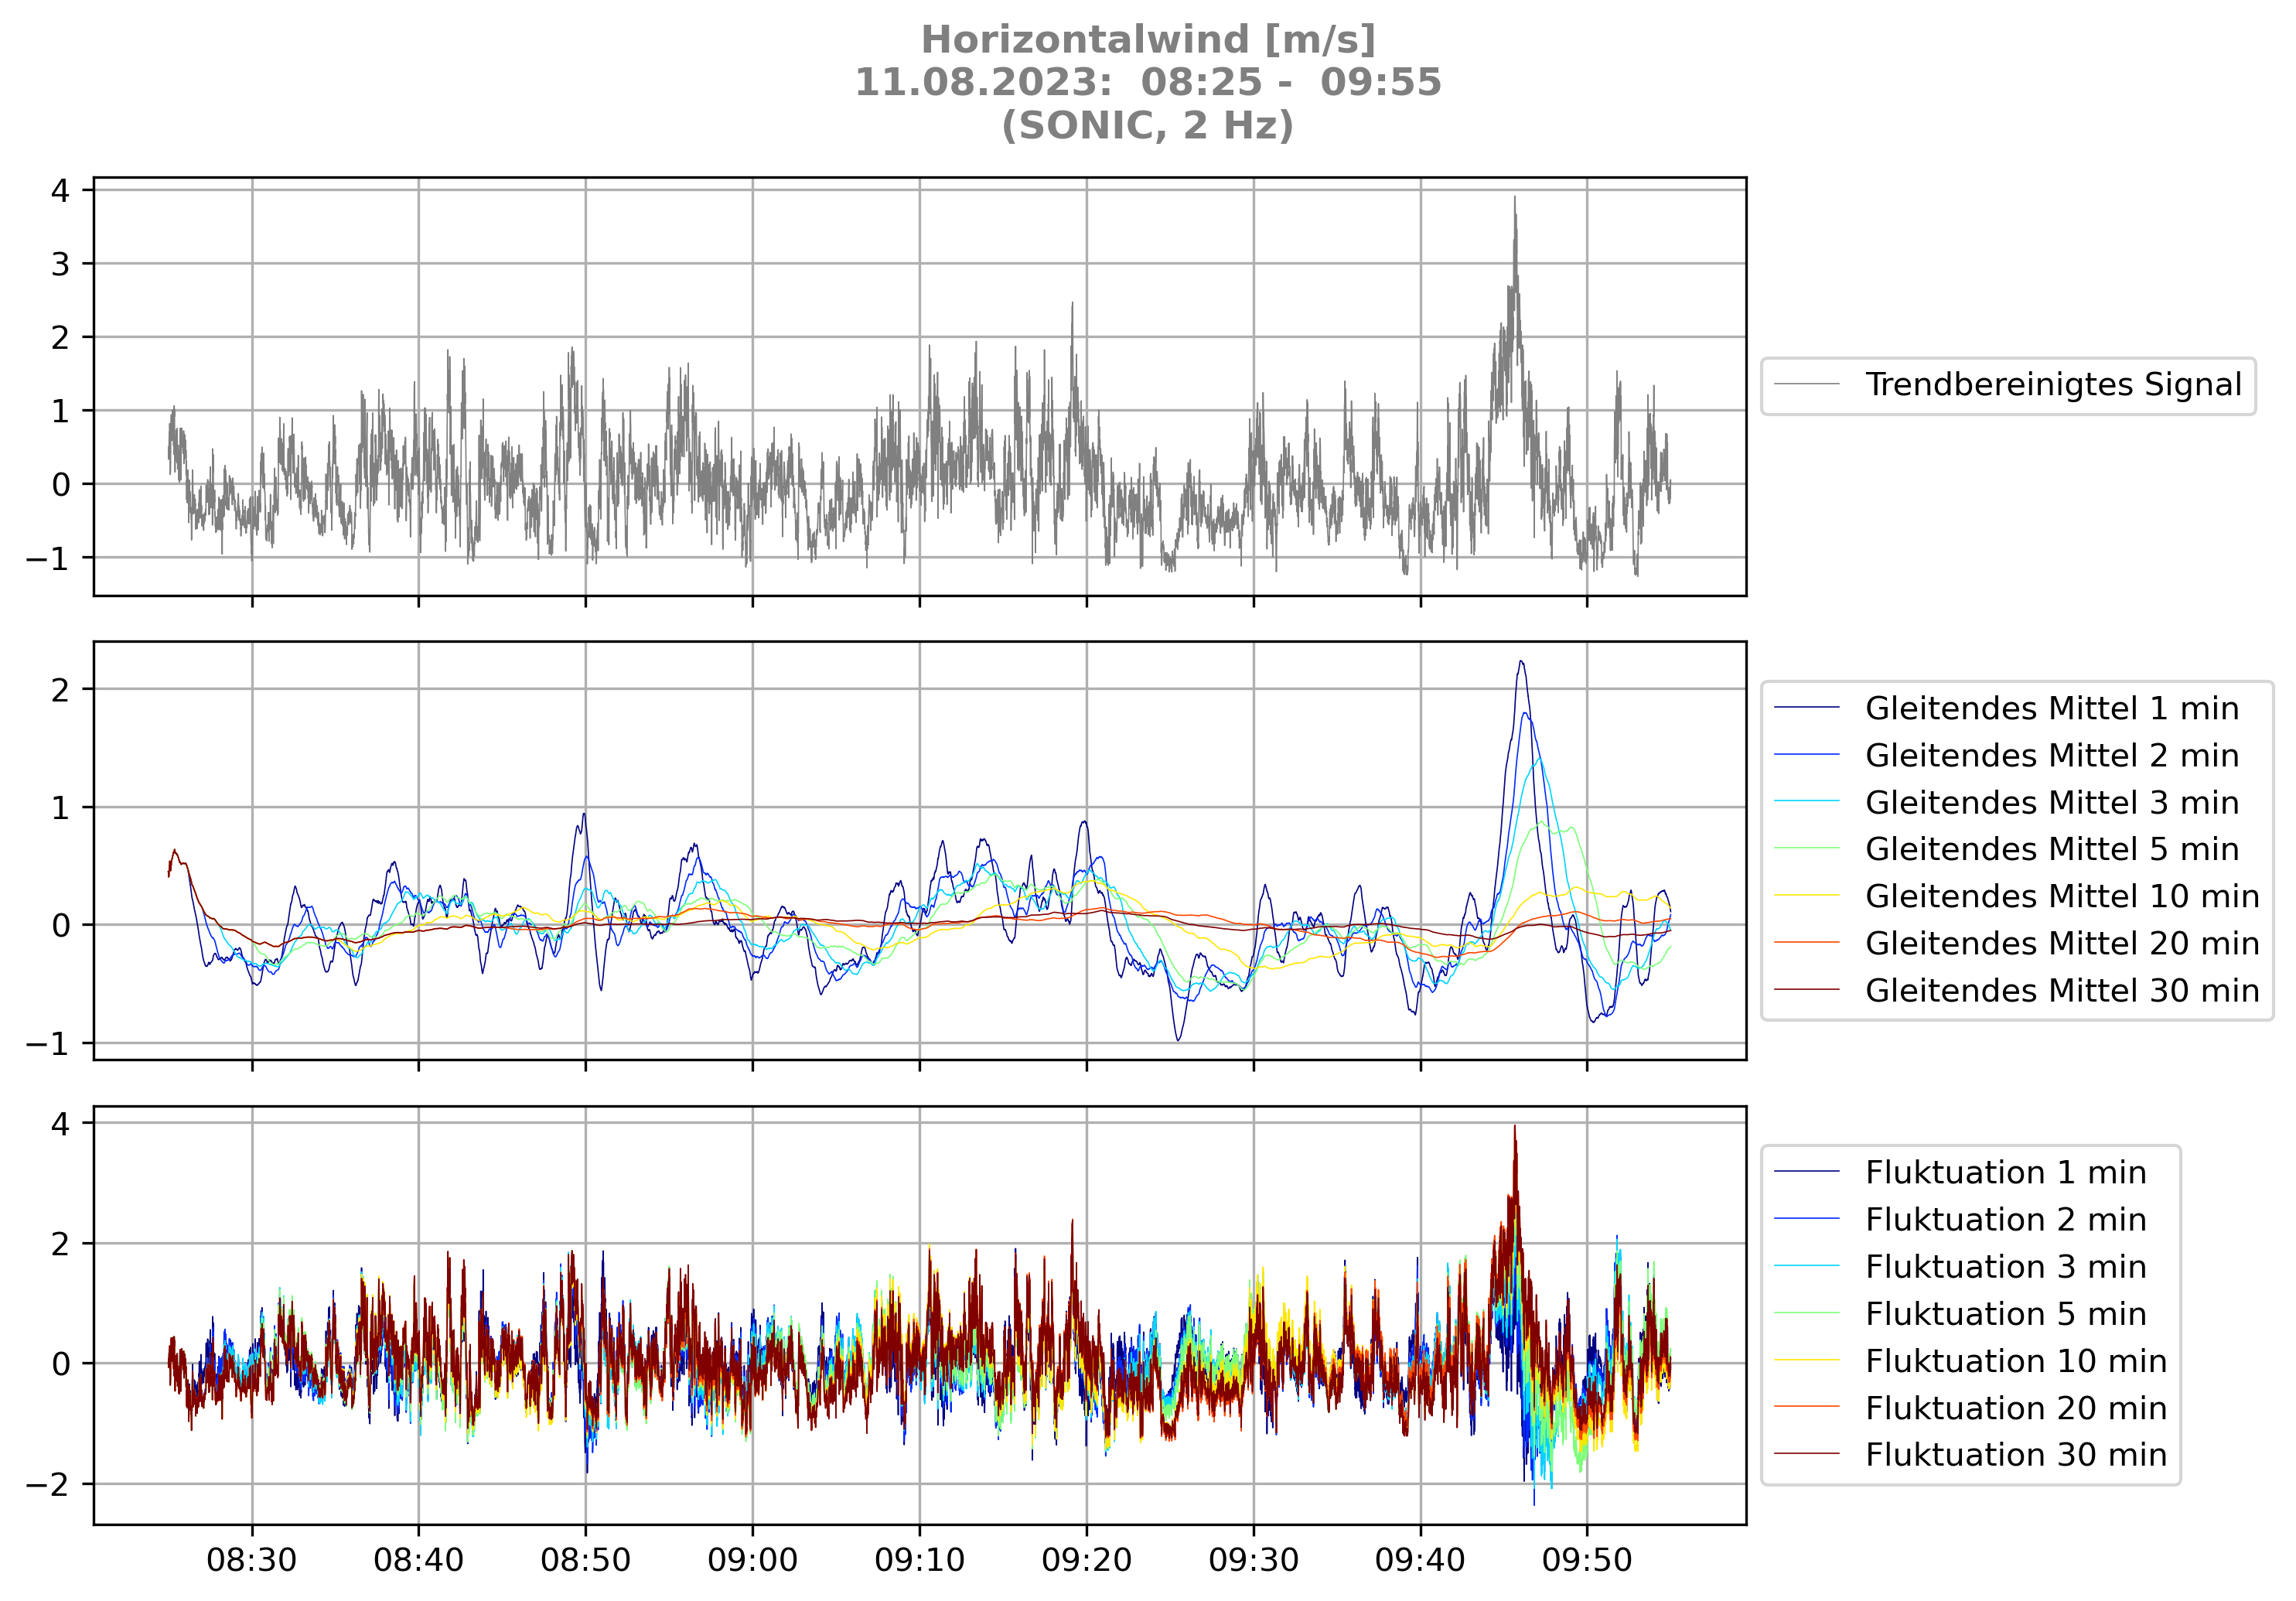 Horizontalwind [m/s]
11.08.2023:  08:25 -  09:55
(SONIC, 2 Hz)
4
3
2
1
0
−1
Trendbereinigtes Signal
2
1
0
−1
Gleitendes Mittel 1 min
Gleitendes Mittel 2 min
Gleitendes Mittel 3 min
Gleitendes Mittel 5 min
Gleitendes Mittel 10 min
Gleitendes Mittel 20 min
Gleitendes Mittel 30 min
4
2
0
−2
Fluktuation 1 min
Fluktuation 2 min
Fluktuation 3 min
Fluktuation 5 min
Fluktuation 10 min
Fluktuation 20 min
Fluktuation 30 min
08:30 08:40 08:50 09:00 09:10 09:20 09:30 09:40 09:50